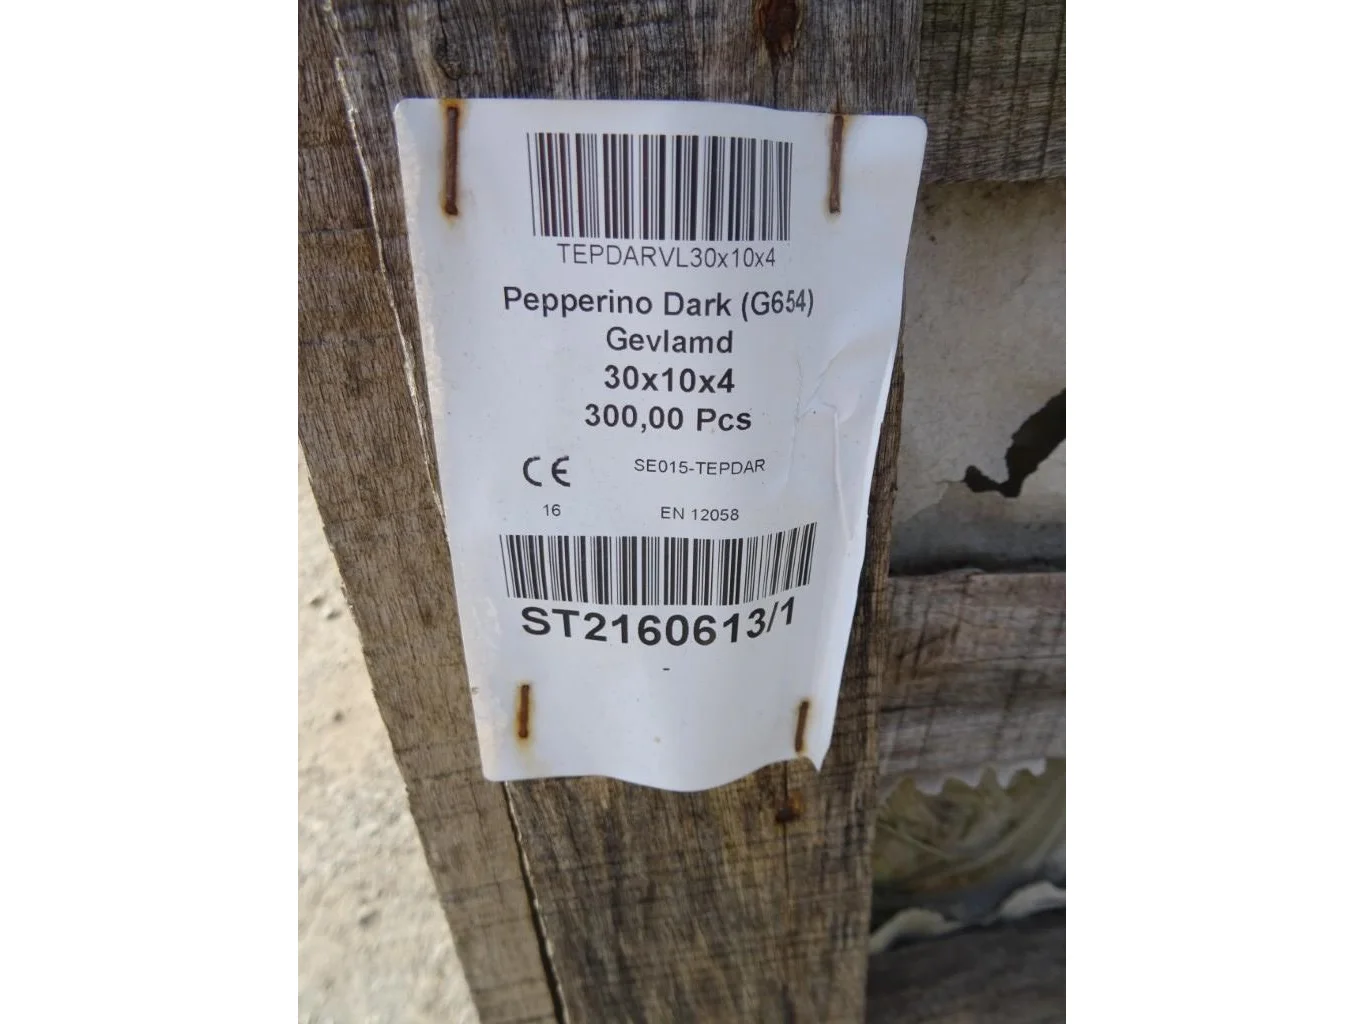 TEPDARVL30x10x4
Pepperino Dark (G654)
Gevlamd
30x10x4
300,00 Pcs
CE SE015-TEPDAR
16 EN 12058
ST2160613/1
-